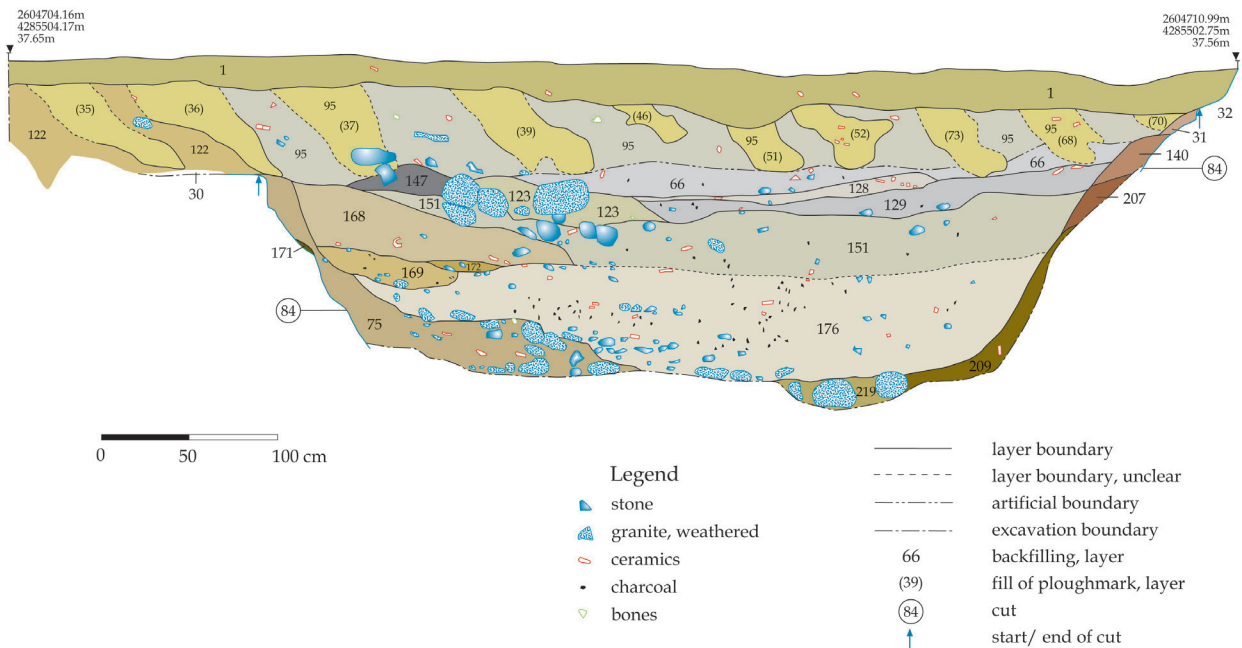 2604704.16m
4285504.17m
37.65m
2604710.99m
4285502.75m
37.56m
1
1
32
(35)
(36)
95
(37)
(39)
(46)
95
(51)
(52)
(73)
95
95
(68)
(70)
31
122
122
95
95
66
140
84
30
147
66
128
207
151
123
123
129
168
151
171
169
172
84
75
176
209
219
0 50 100 cm
Legend
stone
granite, weathered
ceramics
charcoal
bones
layer boundary
layer boundary, unclear
artificial boundary
excavation boundary
66 backfilling, layer
(39) fill of ploughmark, layer
84 cut
start/ end of cut